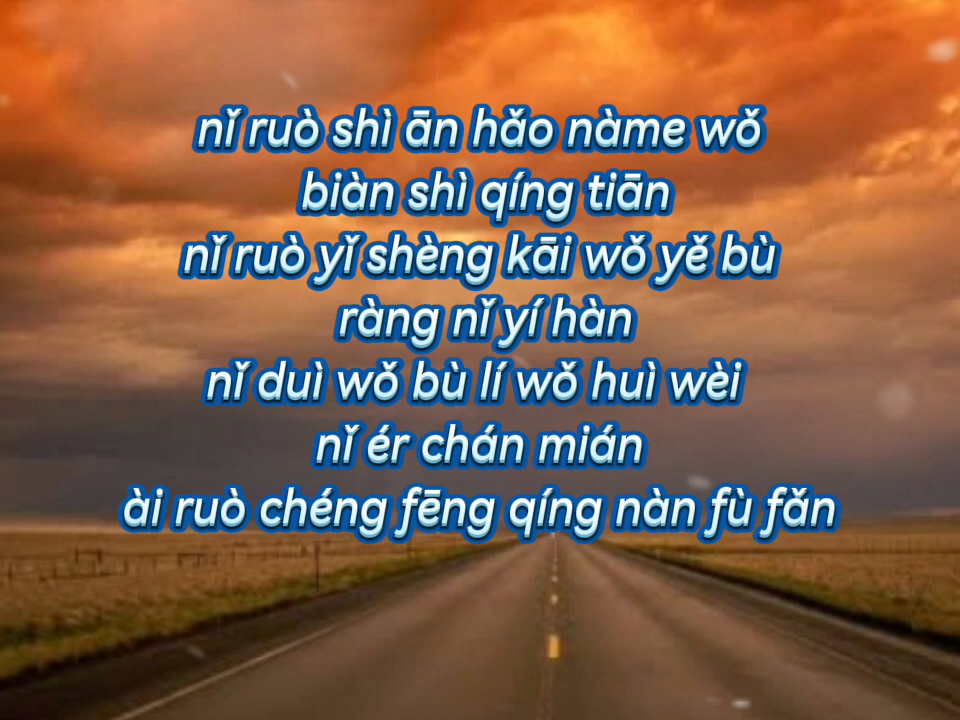 nǐ ruò shì ān hǎo nàme wǒ
biàn shì qíng tiān
nǐ ruò yǐ shèng kāi wǒ yě bù
ràng nǐ yí hàn
nǐ duì wǒ bù lí wǒ huì wèi
nǐ ér chán mián
ài ruò chéng fēng qíng nàn fù fǎn